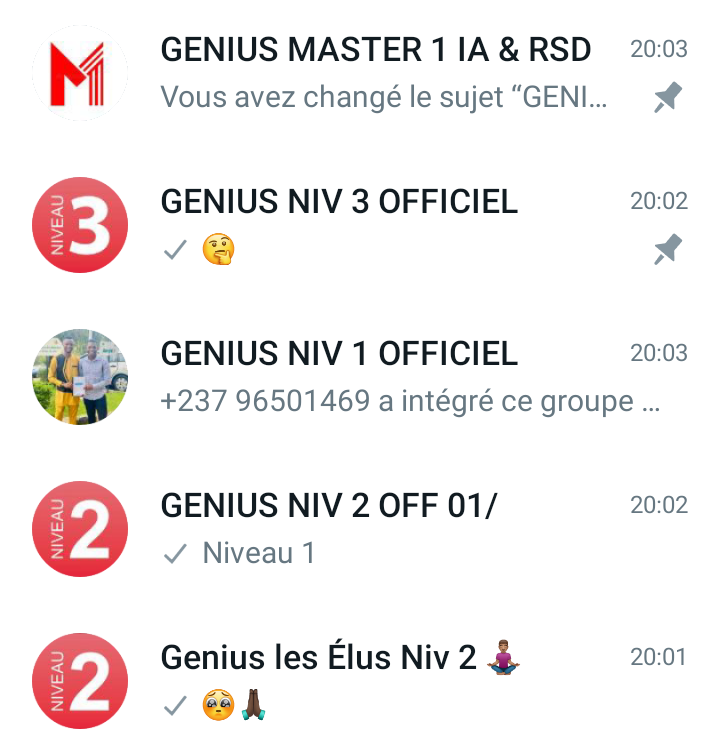 GENIUS MASTER 1 IA & RSD
20:03
Vous avez changé le sujet “GENI...
NIVEAU 3
GENIUS NIV 3 OFFICIEL
20:02
✓ 🤔
GENIUS NIV 1 OFFICIEL
20:03
+237 96501469 a intégré ce groupe ...
NIVEAU 2
GENIUS NIV 2 OFF 01/
20:02
✓ Niveau 1
NIVEAU 2
Genius les Élus Niv 2 🧘🏾‍♂️
20:01
✓ 🥺🙏🏿